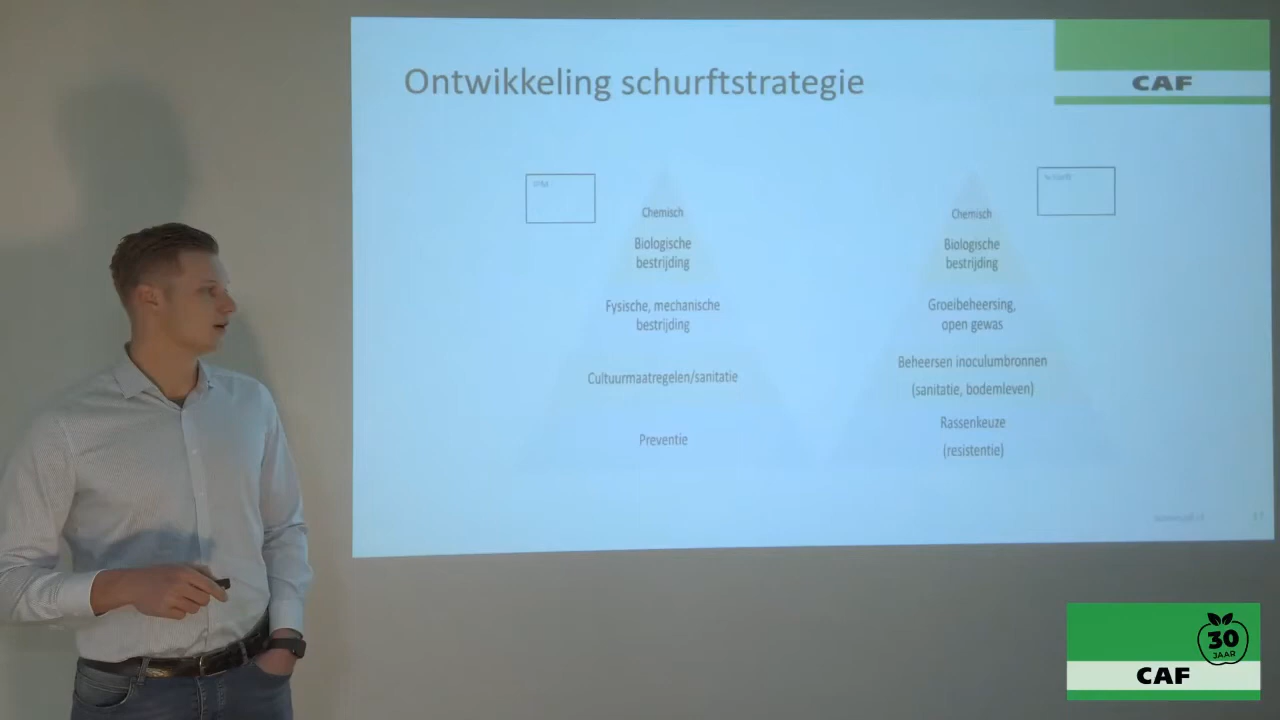 Ontwikkeling schurftstrategie
CAF
IPM
Chemisch
Biologische
bestrijding
Fysische, mechanische
bestrijding
Cultuurmaatregelen/sanitatie
Preventie
Chemisch
Biologische
bestrijding
Groeibeheersing,
open gewas
Beheersen inoculumbronnen
(sanitatie, bodemleven)
Rassenkeuze
(resistentie)
30
JAAR
CAF